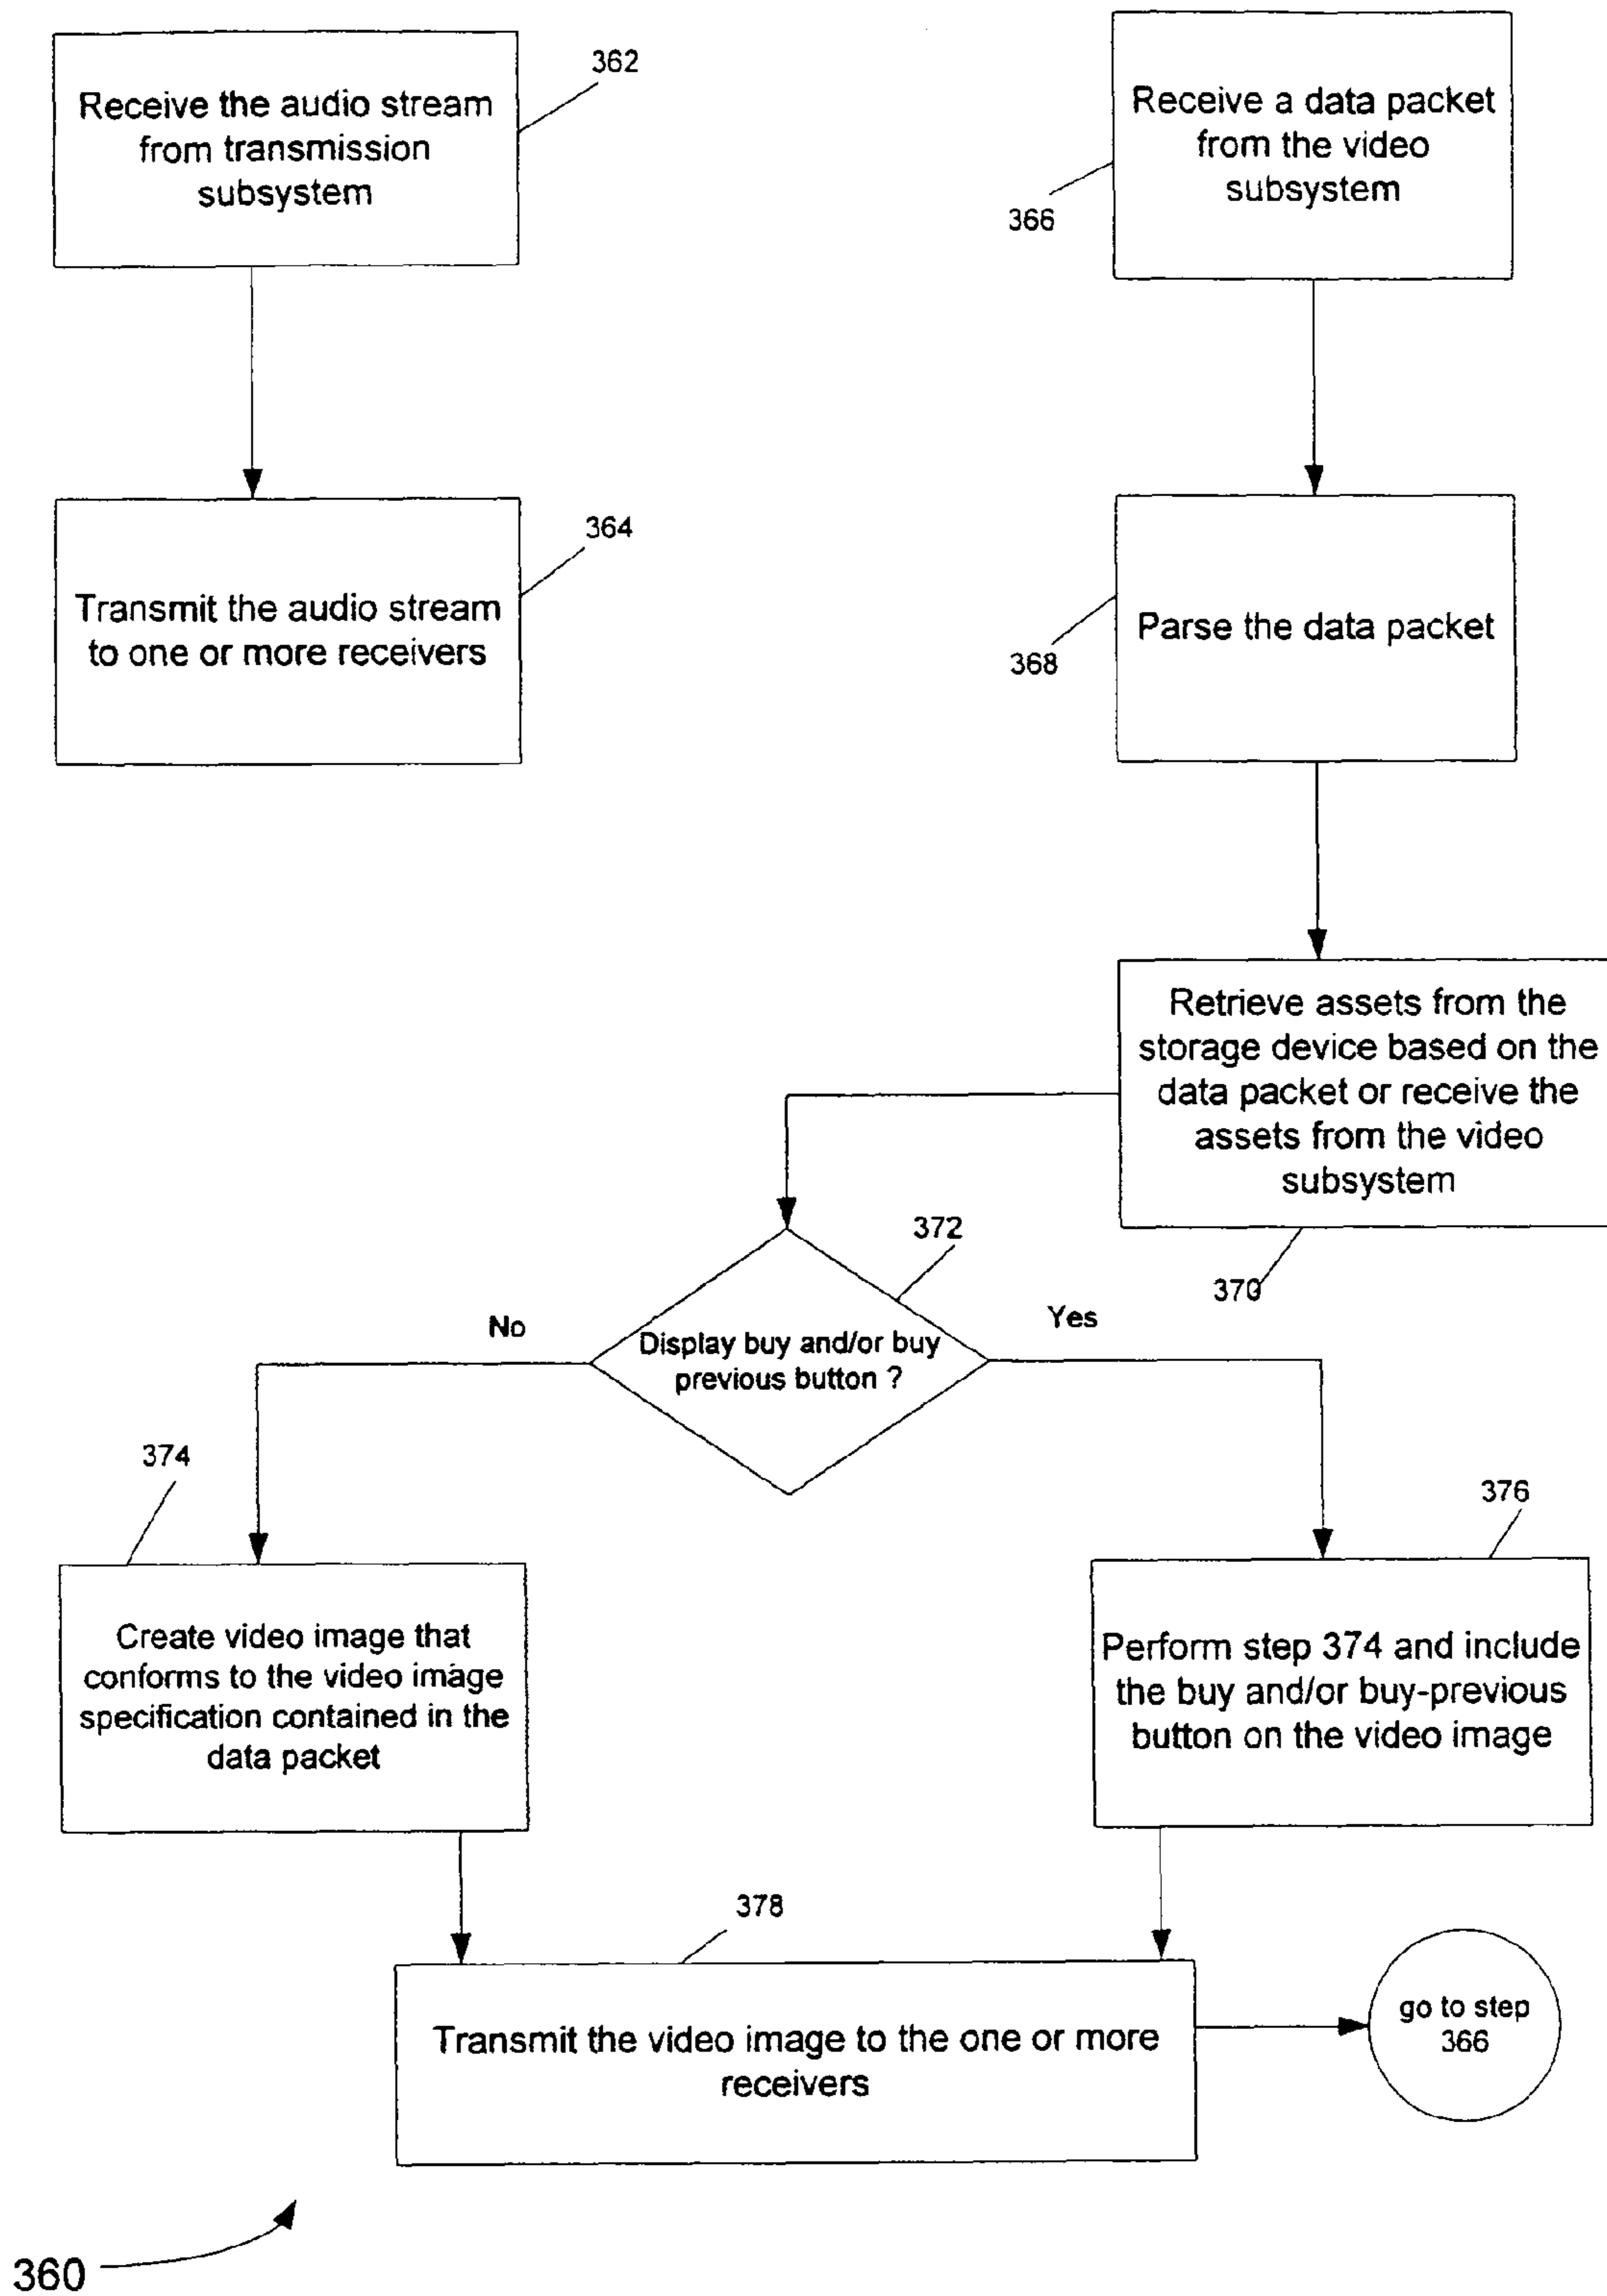 362
Receive the audio stream
from transmission
subsystem
Receive a data packet
from the video
subsystem
366
364
Transmit the audio stream
to one or more receivers
Parse the data packet
368
Retrieve assets from the
storage device based on the
data packet or receive the
assets from the video
subsystem
370
372
No
Yes
Display buy and/or buy
previous button ?
374
376
Create video image that
conforms to the video image
specification contained in the
data packet
Perform step 374 and include
the buy and/or buy-previous
button on the video image
378
Transmit the video image to the one or more
receivers
go to step
366
360